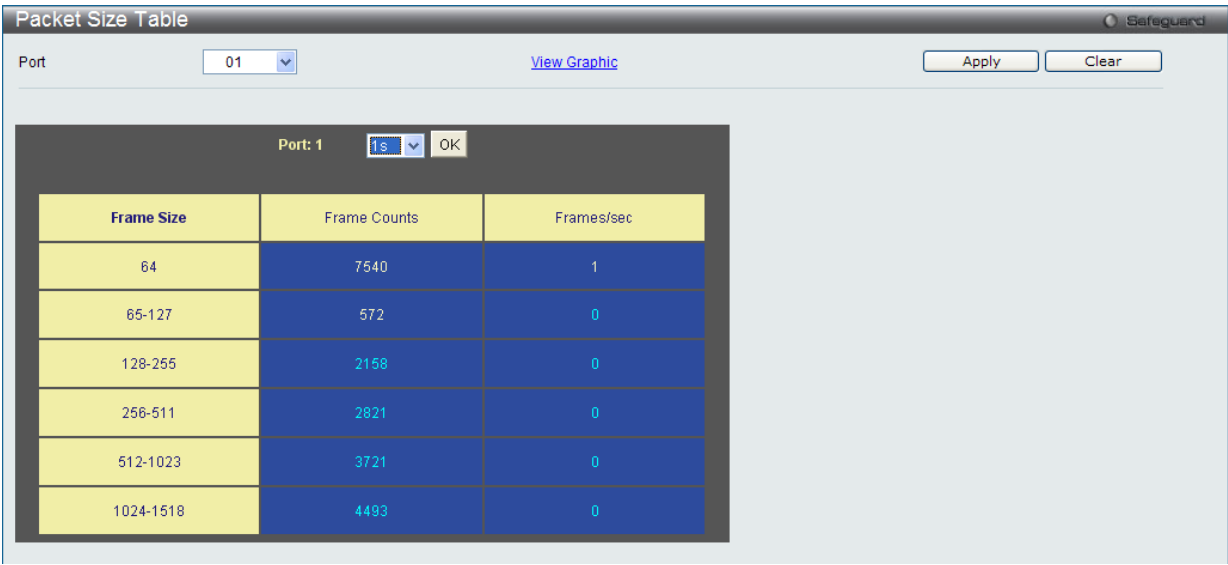 Packet Size Table Safeguard
Port 01 View Graphic Apply Clear
Port: 1 1s OK
Frame Size Frame Counts Frames/sec
64 7540 1
65-127 572 0
128-255 2158 0
256-511 2821 0
512-1023 3721 0
1024-1518 4493 0